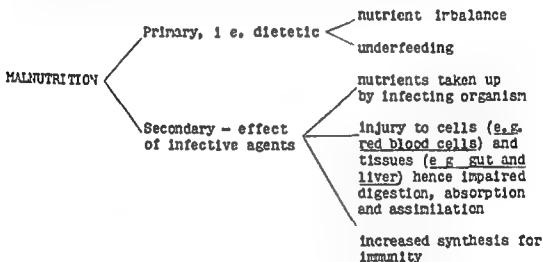 nutrient irbalance
Primary, i e. dietetic
underfeeding
MALNUTRITION
nutrients taken up
by infecting organism
Secondary - effect
of infective agents
injury to cells (e.g.
red blood cells) and
tissues (e g gut and
liver) hence impaired
digestion, absorption
and assimilation
increased synthesis for
immunity